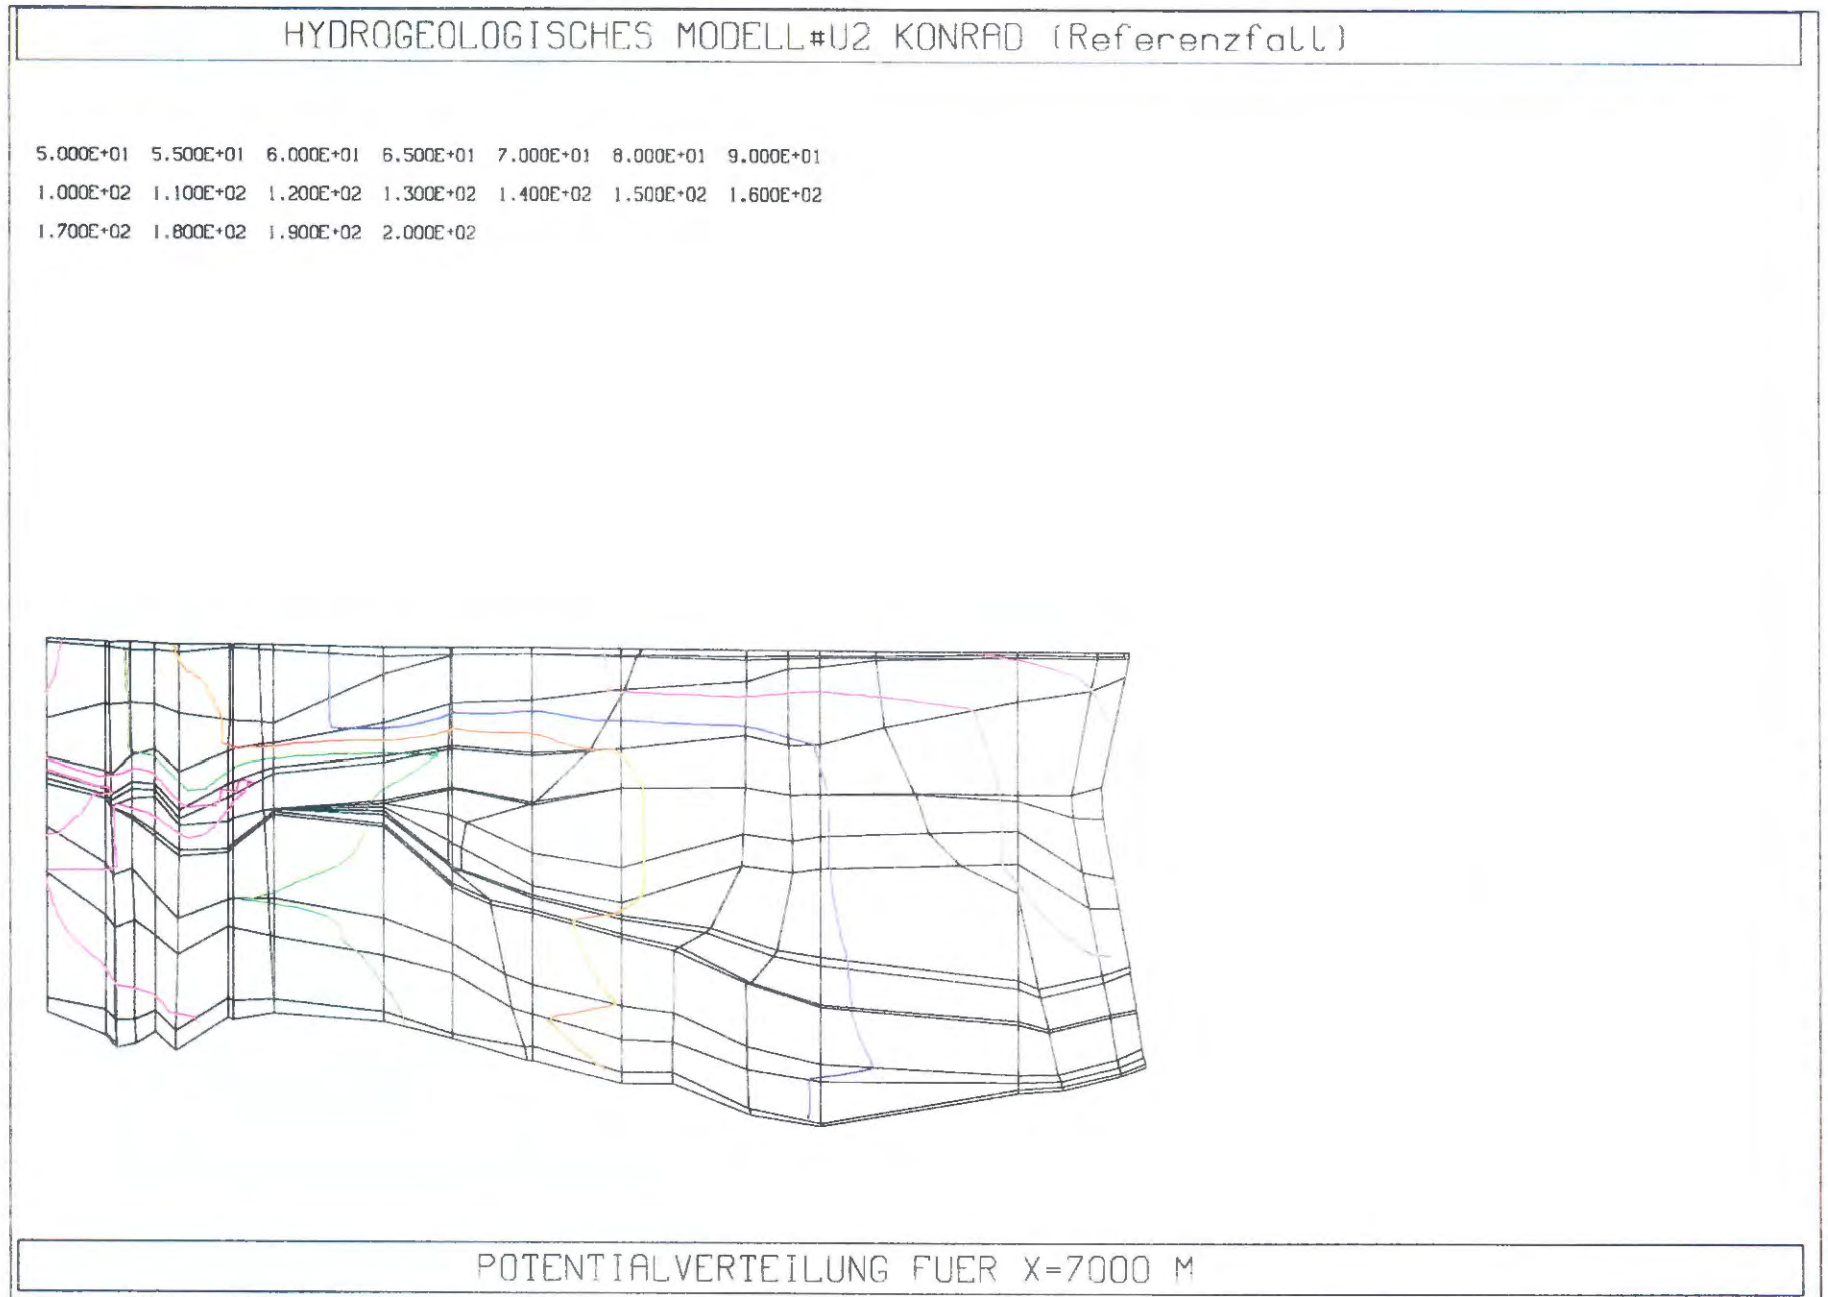 HYDROGEOLOGISCHES MODELL#U2 KONRAD (Referenzfall)
5.000E+01 5.500E+01 6.000E+01 6.500E+01 7.000E+01 8.000E+01 9.000E+01
1.000E+02 1.100E+02 1.200E+02 1.300E+02 1.400E+02 1.500E+02 1.600E+02
1.700E+02 1.800E+02 1.900E+02 2.000E+02
POTENTIALVERTEILUNG FUER X=7000 M